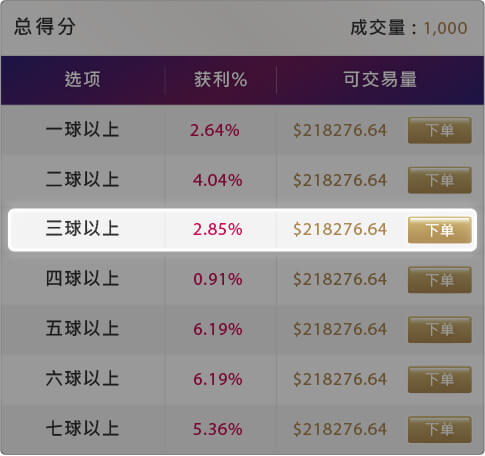 总得分 成交量：1,000
選项 获利% 可交易量
一球以上 2.64% $218276.64 下单
二球以上 4.04% $218276.64 下单
三球以上 2.85% $218276.64 下单
四球以上 0.91% $218276.64 下单
五球以上 6.19% $218276.64 下单
六球以上 6.19% $218276.64 下单
七球以上 5.36% $218276.64 下单